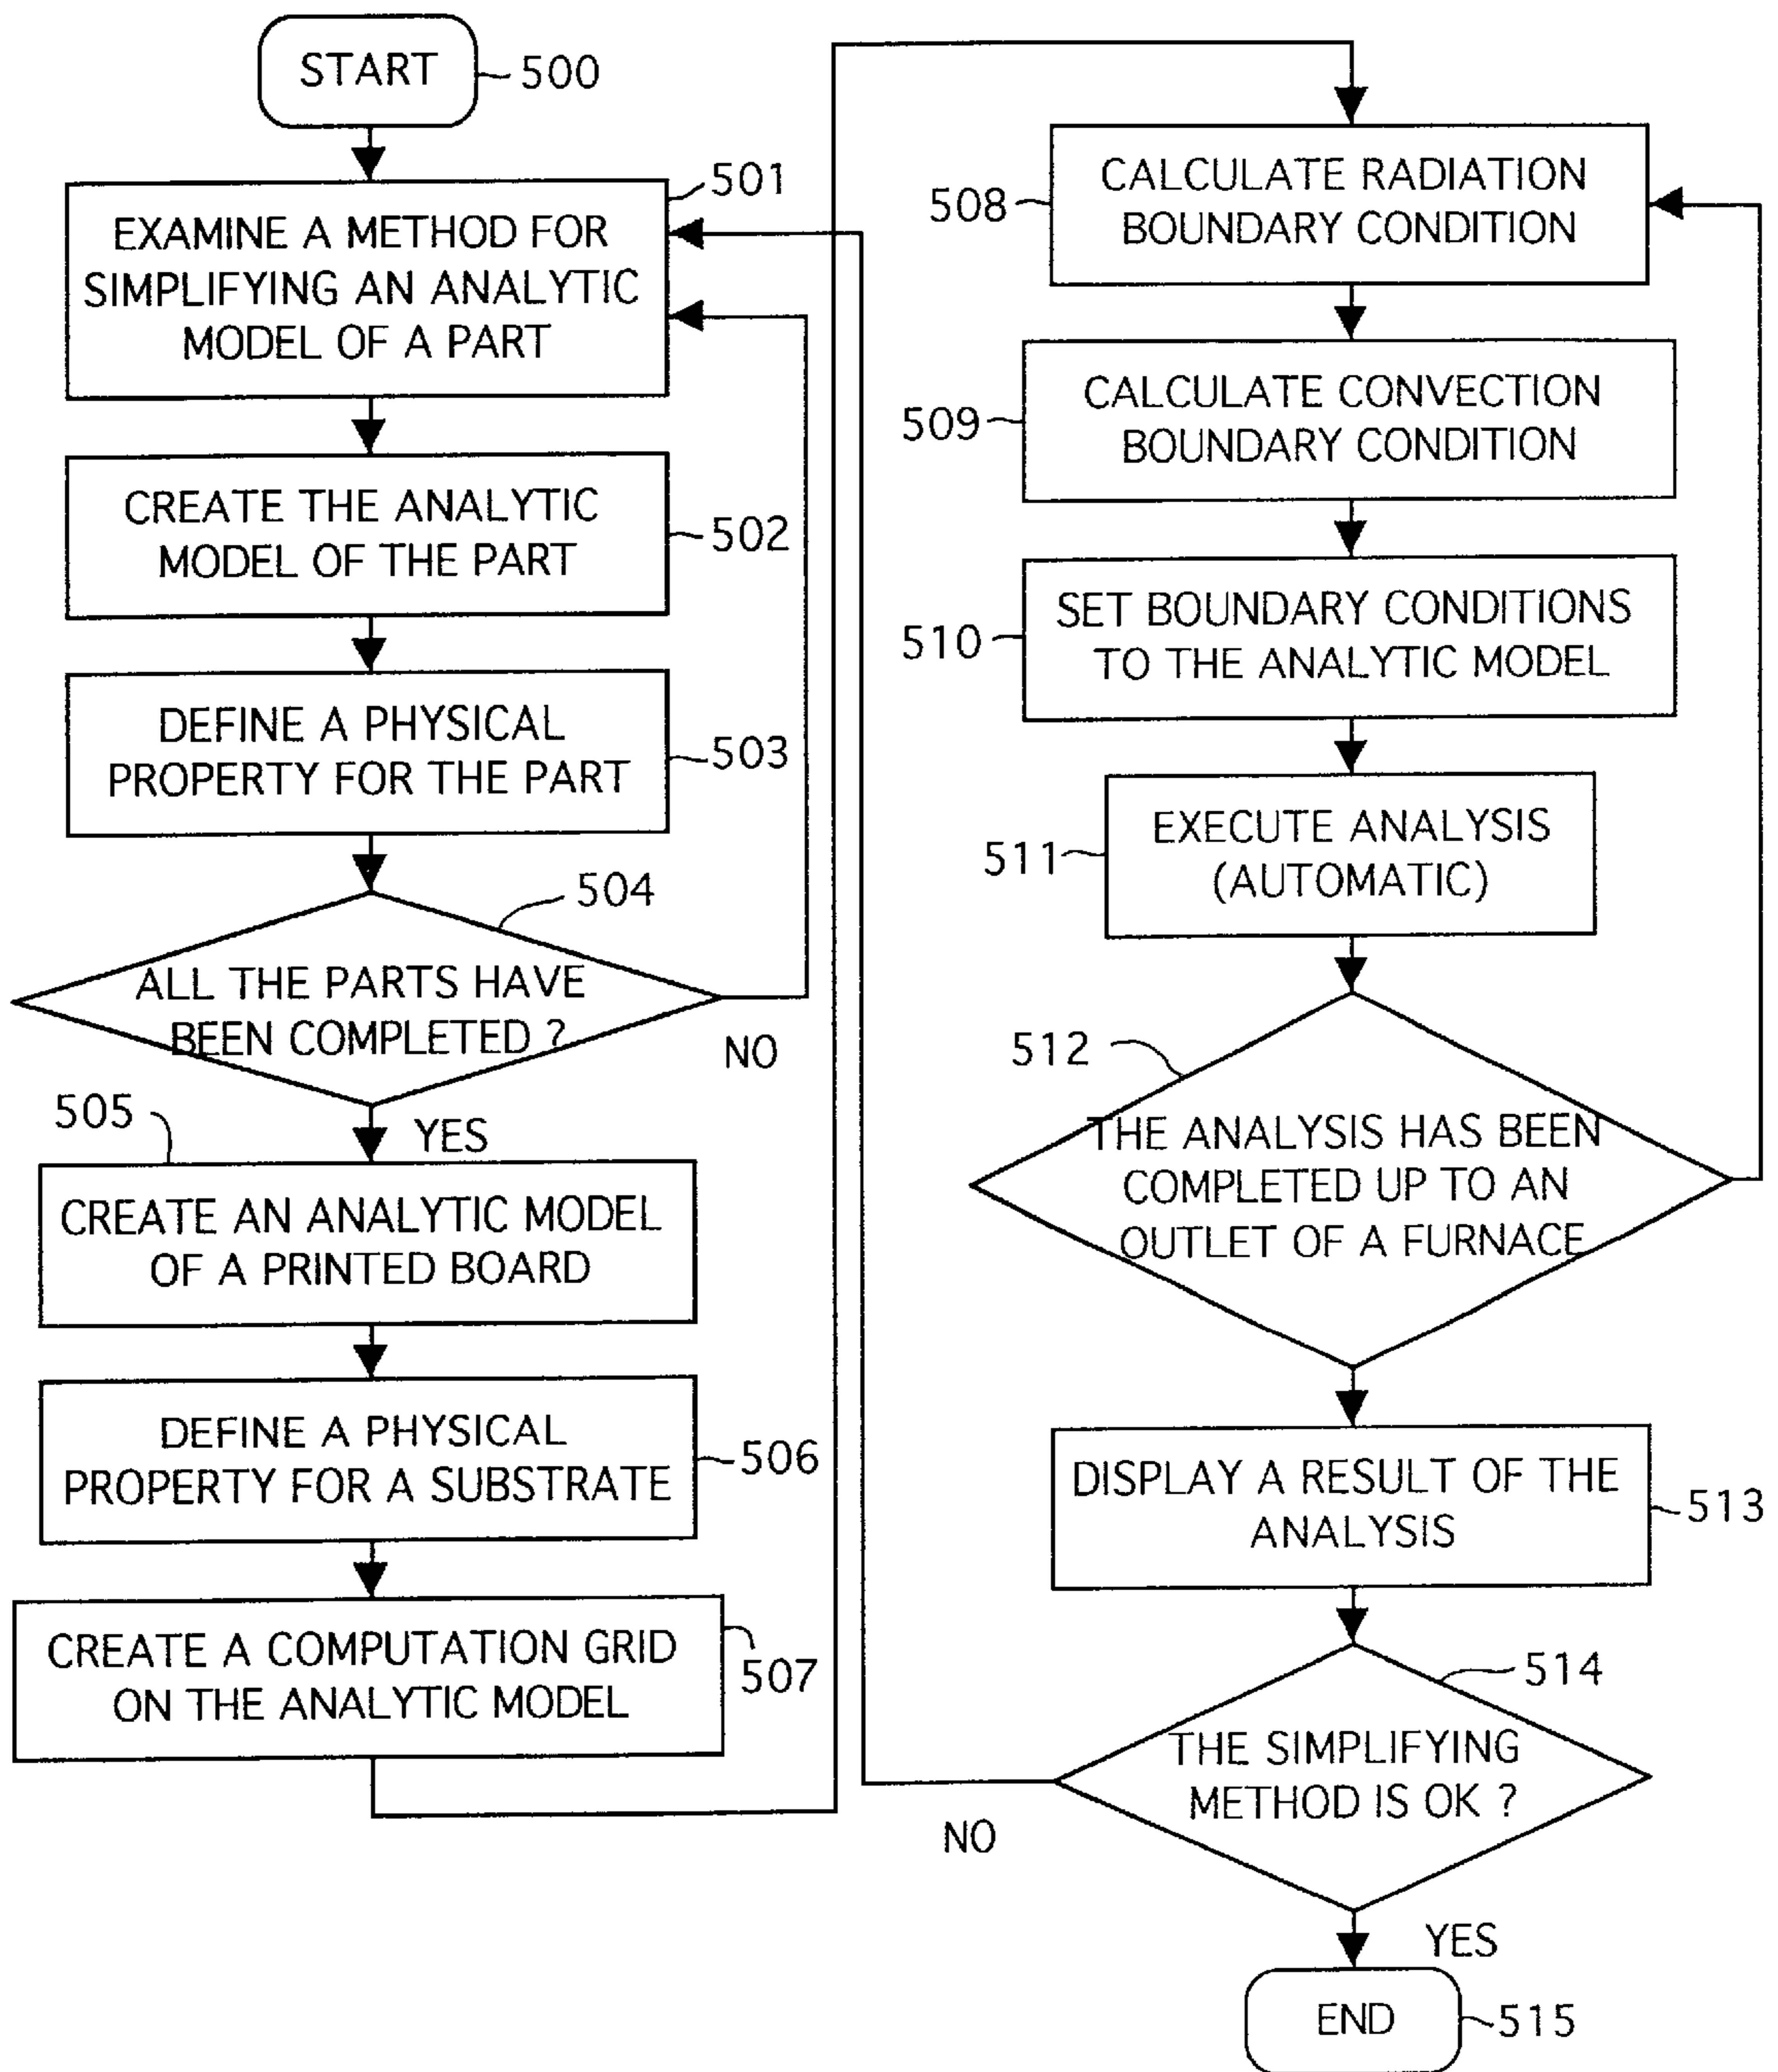 START
500
501
EXAMINE A METHOD FOR
SIMPLIFYING AN ANALYTIC
MODEL OF A PART
CREATE THE ANALYTIC
MODEL OF THE PART
502
DEFINE A PHYSICAL
PROPERTY FOR THE PART
503
504
ALL THE PARTS HAVE
BEEN COMPLETED ?
NO
YES
505
CREATE AN ANALYTIC MODEL
OF A PRINTED BOARD
DEFINE A PHYSICAL
PROPERTY FOR A SUBSTRATE
506
CREATE A COMPUTATION GRID
ON THE ANALYTIC MODEL
507
508
CALCULATE RADIATION
BOUNDARY CONDITION
509
CALCULATE CONVECTION
BOUNDARY CONDITION
510
SET BOUNDARY CONDITIONS
TO THE ANALYTIC MODEL
511
EXECUTE ANALYSIS
(AUTOMATIC)
512
THE ANALYSIS HAS BEEN
COMPLETED UP TO AN
OUTLET OF A FURNACE
DISPLAY A RESULT OF THE
ANALYSIS
513
514
THE SIMPLIFYING
METHOD IS OK ?
NO
YES
END
515